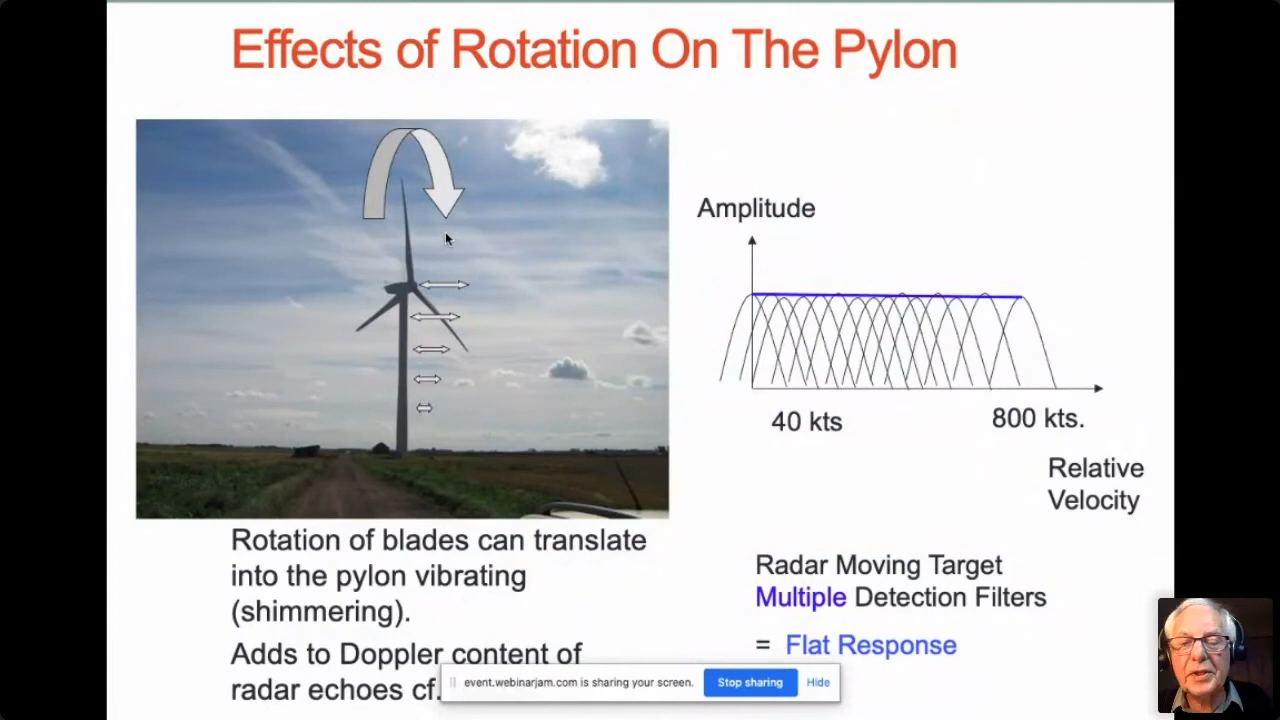 Effects of Rotation On The Pylon
Amplitude
40 kts
800 kts.
Relative
Velocity
Rotation of blades can translate
into the pylon vibrating
(shimmering).
Adds to Doppler content of
radar echoes cf.
Radar Moving Target
Multiple Detection Filters
= Flat Response
event.webinarjam.com is sharing your screen.
Stop sharing
Hide